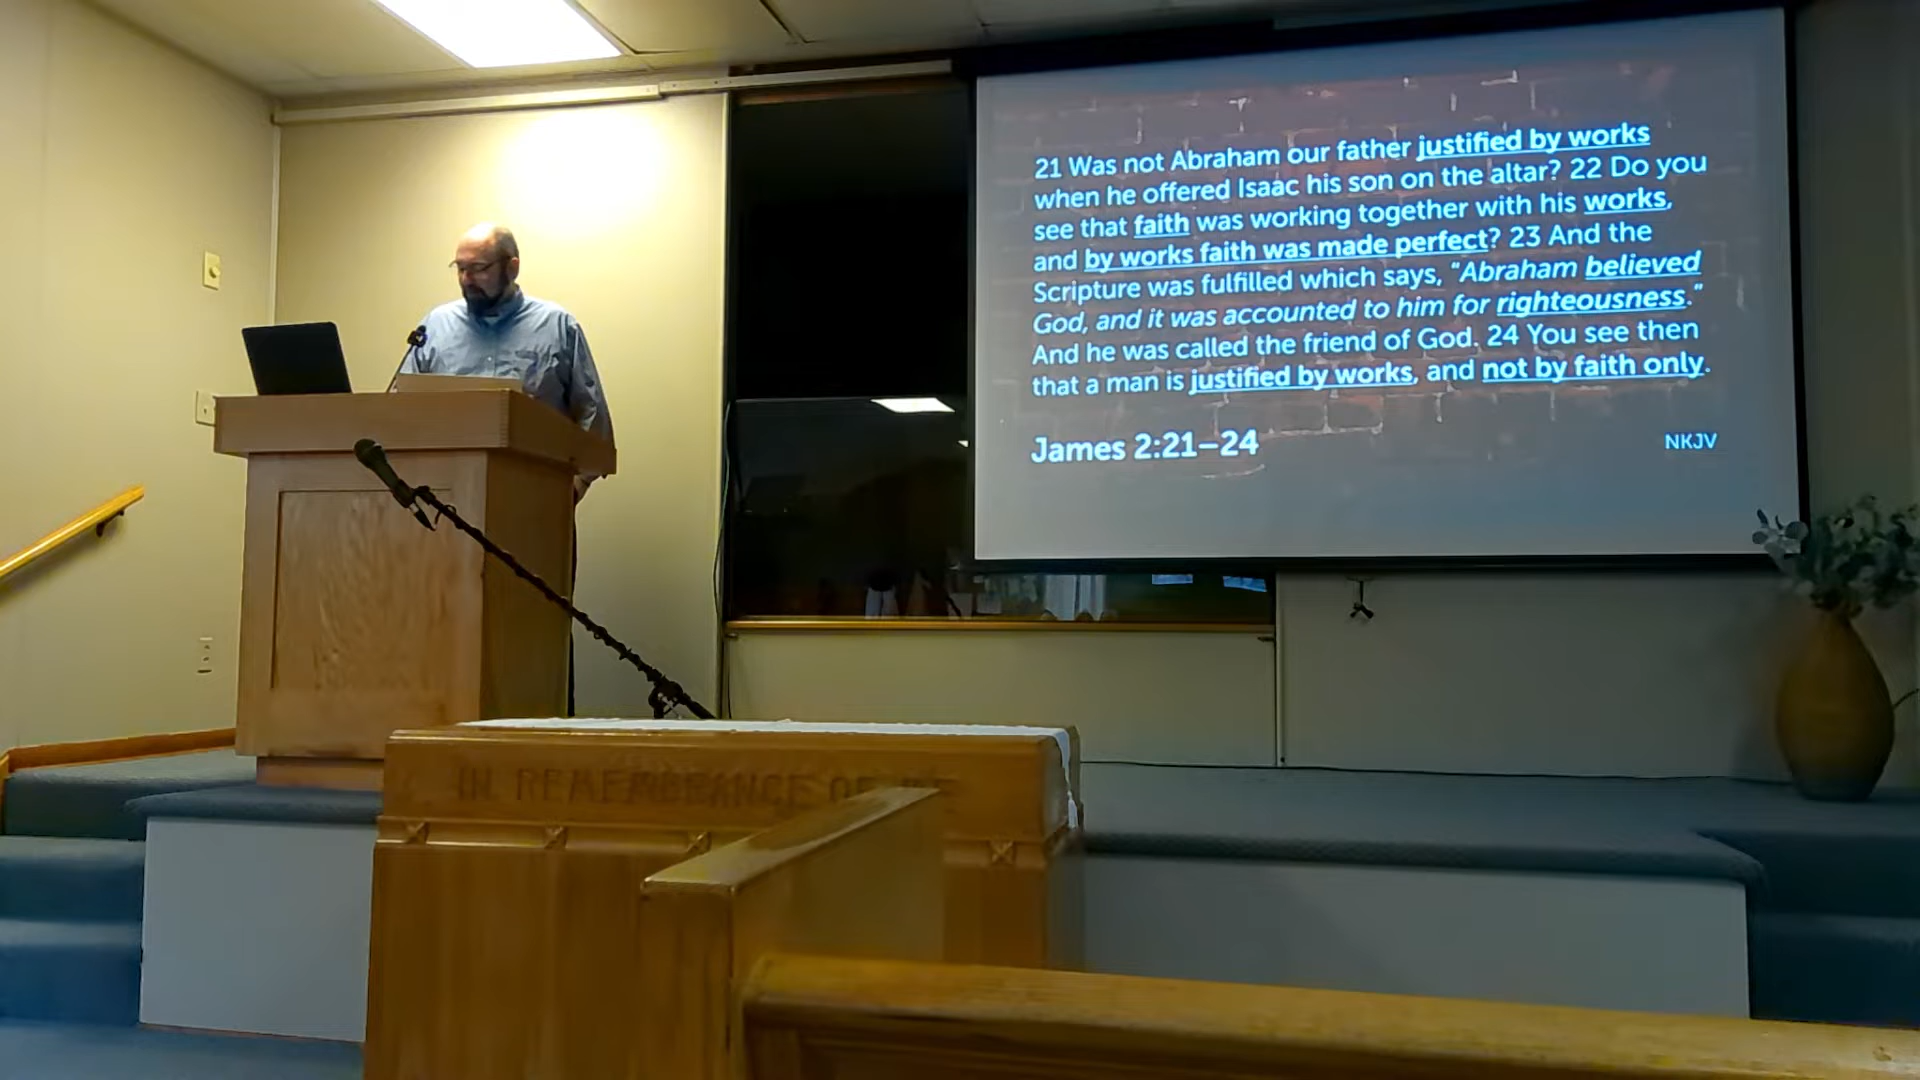 21 Was not Abraham our father justified by works
when he offered Isaac his son on the altar? 22 Do you
see that faith was working together with his works,
and by works faith was made perfect? 23 And the
Scripture was fulfilled which says, "Abraham believed
God, and it was accounted to him for righteousness."
And he was called the friend of God. 24 You see then
that a man is justified by works, and not by faith only.
James 2:21–24
NKJV
IN REMEMBRANCE OF ME